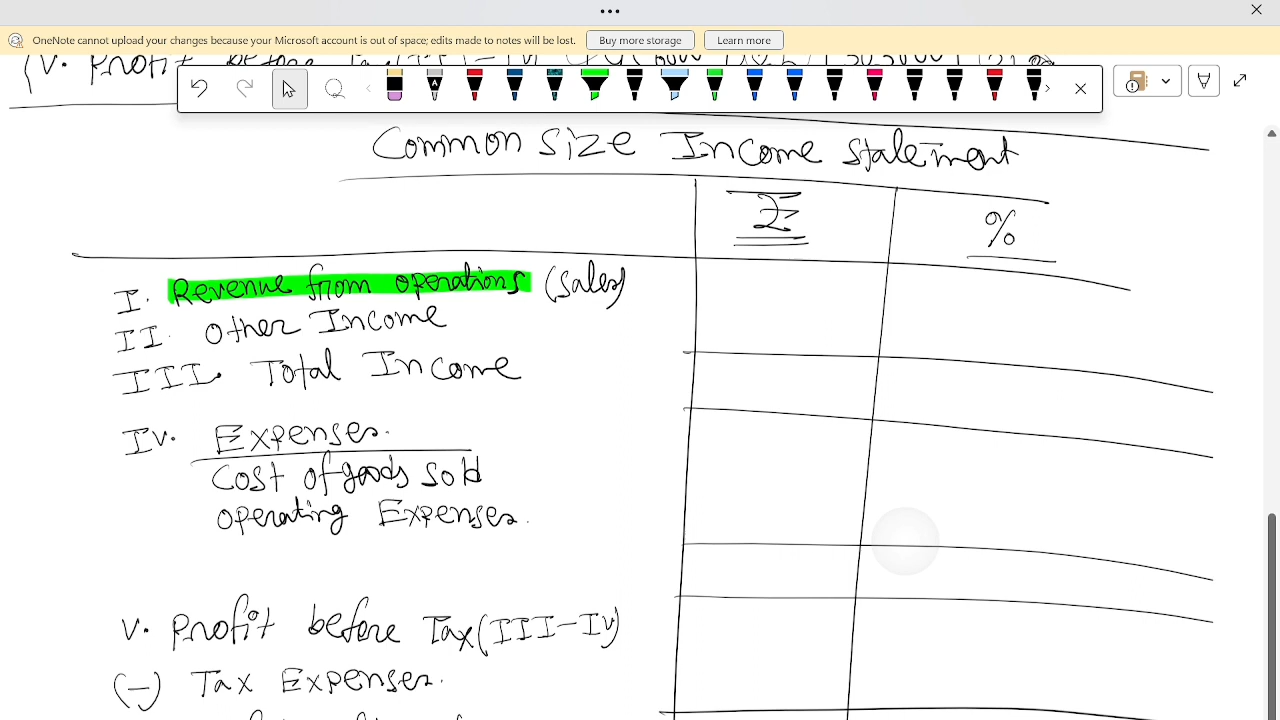 OneNote cannot upload your changes because your Microsoft account is out of space; edits made to notes will be lost. Buy more storage Learn more
Common size Income statement
₹ %
I. Revenue from operations (sales)
II. Other Income
III. Total Income
IV. Expenses.
Cost of goods sold
operating Expenses.
V. Profit before Tax (III-IV)
(-) Tax Expenses.